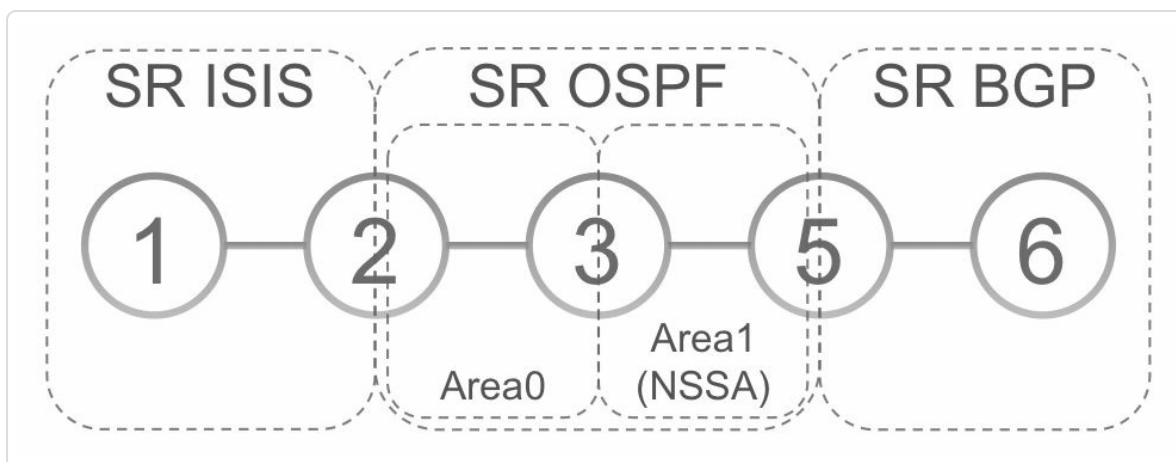 SR ISIS SR OSPF SR BGP
1 2 3 5 6
Area0
Area1
(NSSA)